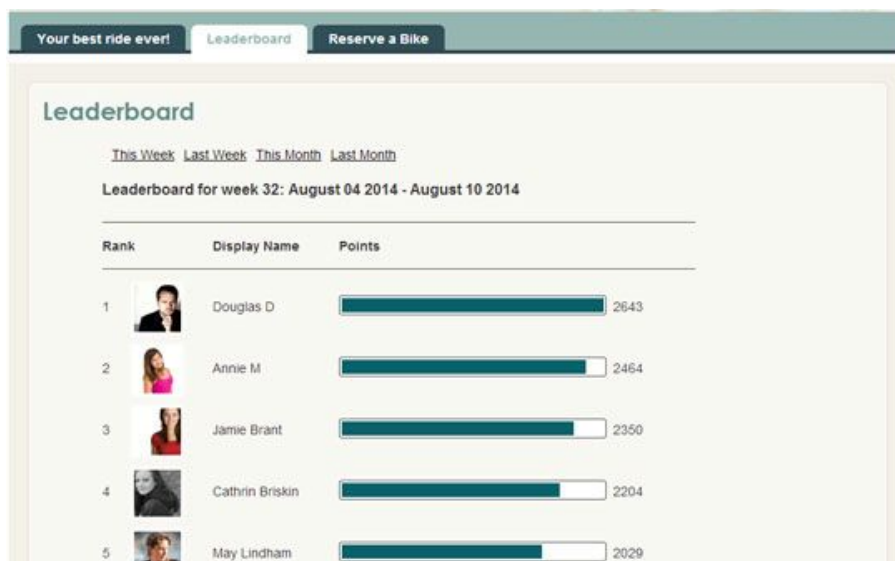 Your best ride ever! Leaderboard Reserve a Bike
Leaderboard
This Week Last Week This Month Last Month
Leaderboard for week 32: August 04 2014 - August 10 2014
Rank Display Name Points
1 Douglas D 2643
2 Annie M 2464
3 Jamie Brant 2350
4 Cathrin Briskin 2204
5 May Lindham 2029